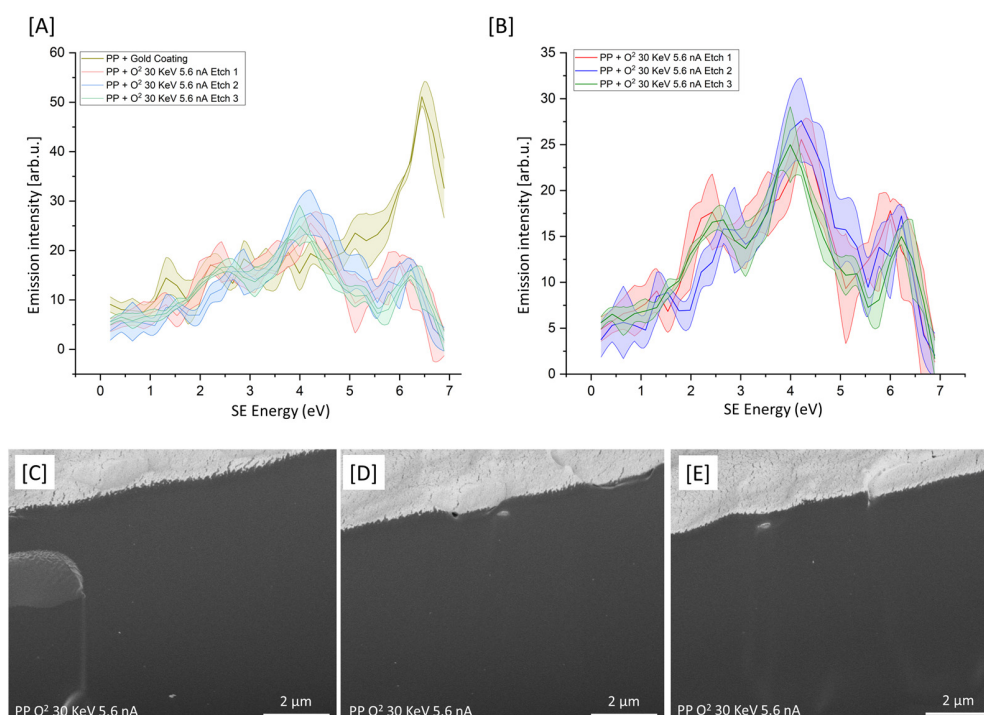 [A]
60
50
40
30
20
10
0
Emission intensity [arb.u.]
PP + Gold Coating
PP + O² 30 KeV 5.6 nA Etch 1
PP + O² 30 KeV 5.6 nA Etch 2
PP + O² 30 KeV 5.6 nA Etch 3
0 1 2 3 4 5 6 7
SE Energy (eV)
[B]
35
30
25
20
15
10
5
0
Emission intensity [arb.u.]
PP + O² 30 KeV 5.6 nA Etch 1
PP + O² 30 KeV 5.6 nA Etch 2
PP + O² 30 KeV 5.6 nA Etch 3
0 1 2 3 4 5 6 7
SE Energy (eV)
[C]
PP O² 30 KeV 5.6 nA
2 μm
[D]
PP O² 30 KeV 5.6 nA
2 μm
[E]
PP O² 30 KeV 5.6 nA
2 μm